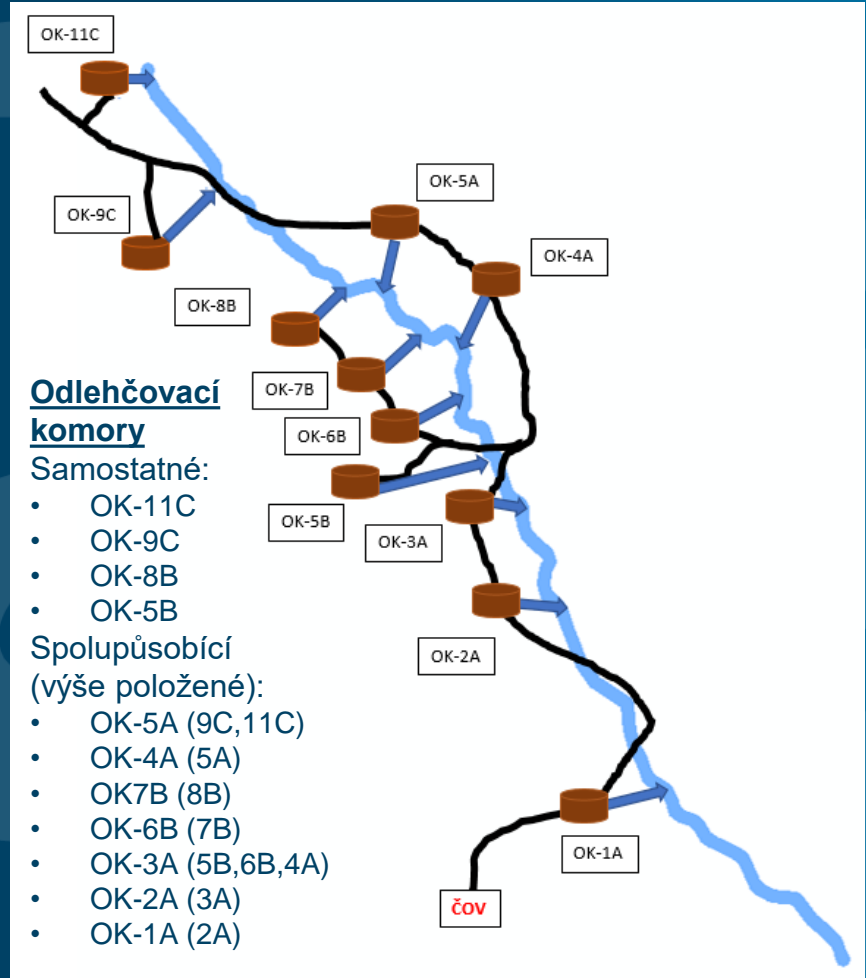 OK-11C
OK-9C
OK-5A
OK-4A
OK-8B
OK-7B
OK-6B
OK-5B
OK-3A
OK-2A
OK-1A
ČOV
Odlehčovací
komory
Samostatné:
• OK-11C
• OK-9C
• OK-8B
• OK-5B
Spolupůsobící
(výše položené):
• OK-5A (9C,11C)
• OK-4A (5A)
• OK7B (8B)
• OK-6B (7B)
• OK-3A (5B,6B,4A)
• OK-2A (3A)
• OK-1A (2A)